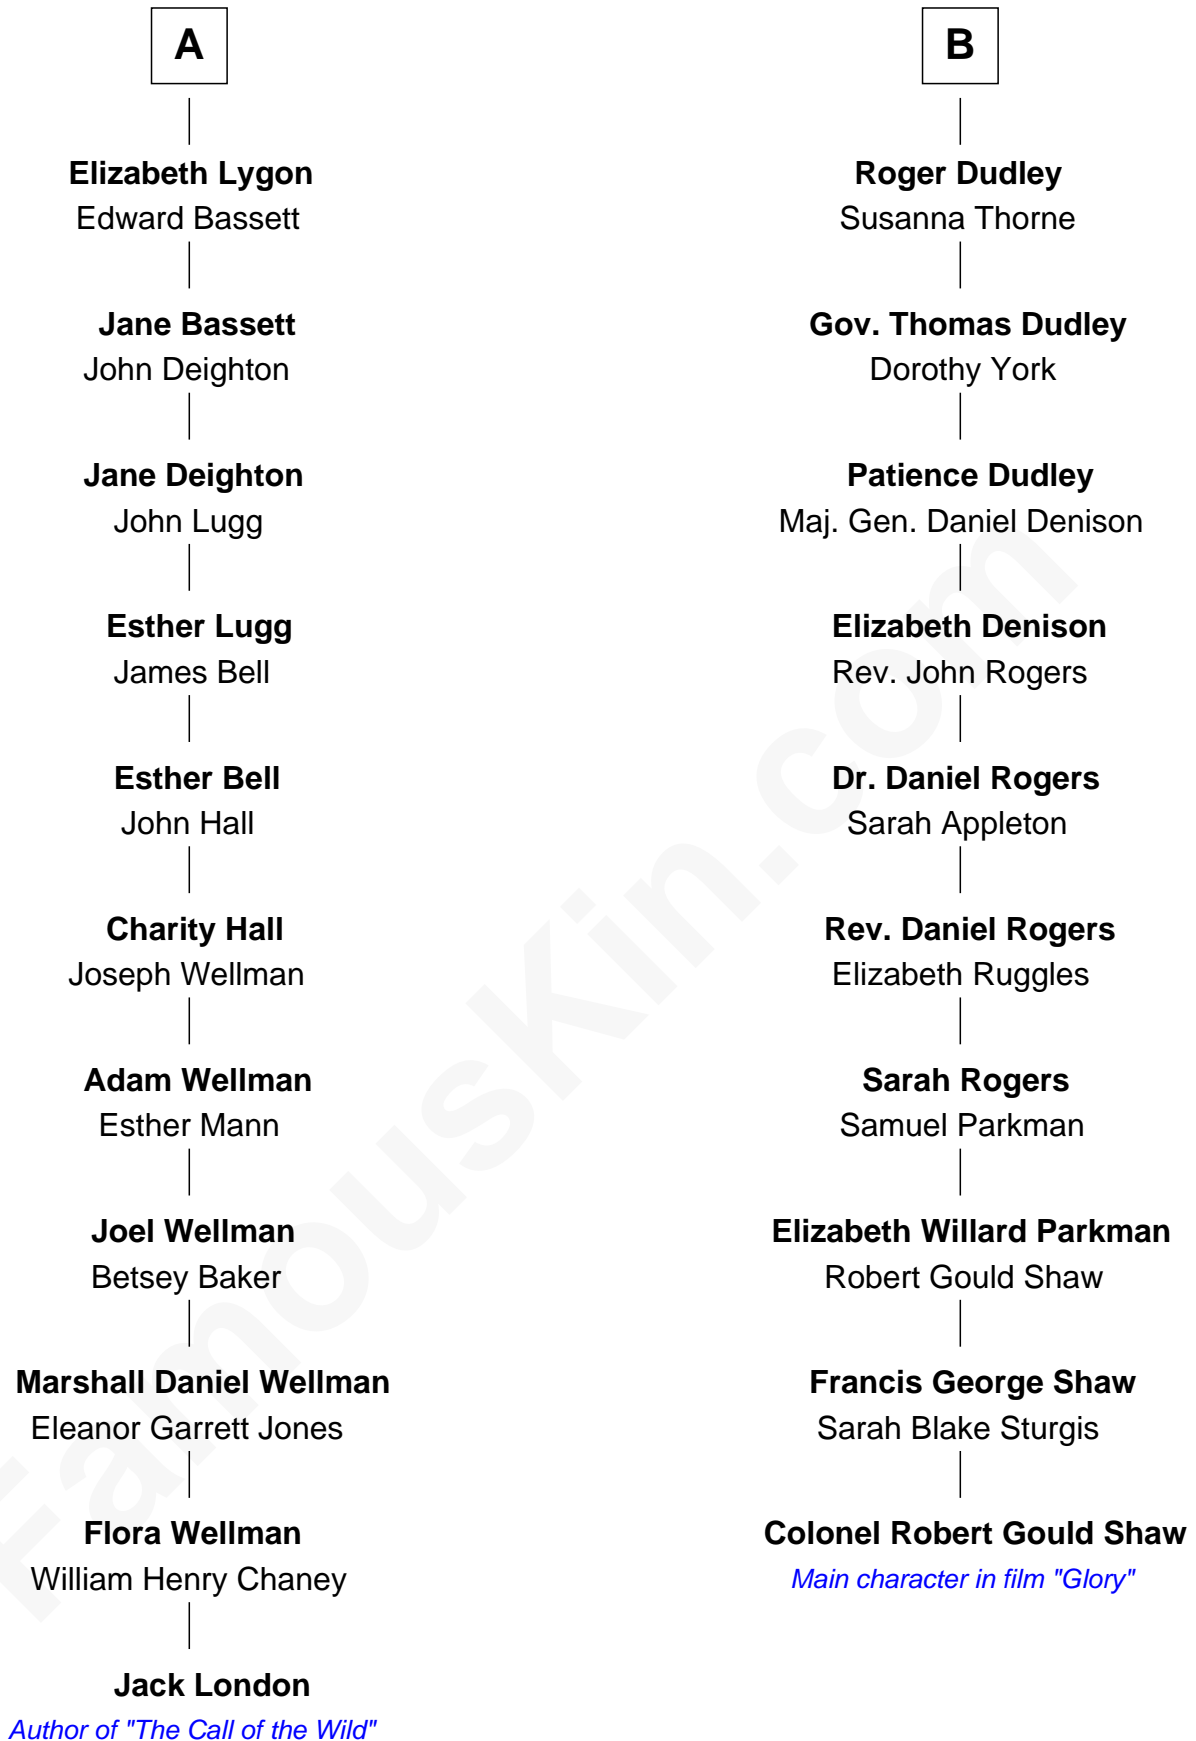 A
Elizabeth Lygon
Edward Bassett
Jane Bassett
John Deighton
Jane Deighton
John Lugg
Esther Lugg
James Bell
Esther Bell
John Hall
Charity Hall
Joseph Wellman
Adam Wellman
Esther Mann
Joel Wellman
Betsey Baker
Marshall Daniel Wellman
Eleanor Garrett Jones
Flora Wellman
William Henry Chaney
Jack London
Author of "The Call of the Wild"
B
Roger Dudley
Susanna Thorne
Gov. Thomas Dudley
Dorothy York
Patience Dudley
Maj. Gen. Daniel Denison
Elizabeth Denison
Rev. John Rogers
Dr. Daniel Rogers
Sarah Appleton
Rev. Daniel Rogers
Elizabeth Ruggles
Sarah Rogers
Samuel Parkman
Elizabeth Willard Parkman
Robert Gould Shaw
Francis George Shaw
Sarah Blake Sturgis
Colonel Robert Gould Shaw
Main character in film "Glory"
FamousKin.com